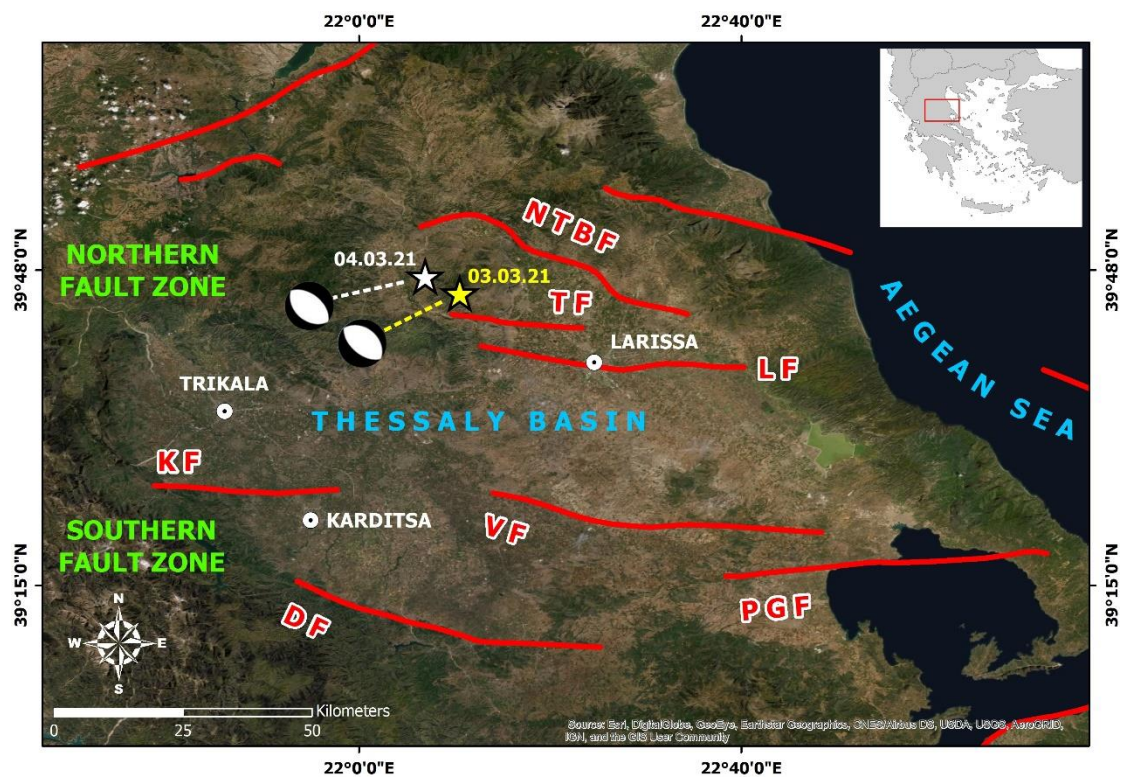 22°0'0"E
22°40'0"E
39°48'0"N
39°48'0"N
39°15'0"N
39°15'0"N
NORTHERN
FAULT ZONE
04.03.21
03.03.21
NTBF
TF
LARISSA
LF
TRIKALA
THESSALY BASIN
AEGEAN SEA
KF
KARDITSA
SOUTHERN
FAULT ZONE
VF
DF
PGF
N
W
E
S
Kilometers
0
25
50
Source: Esri, DigitalGlobe, GeoEye, Earthstar Geographics, CNES/Airbus DS, USDA, USGS, AeroGRID,
IGN, and the GIS User Community
22°0'0"E
22°40'0"E